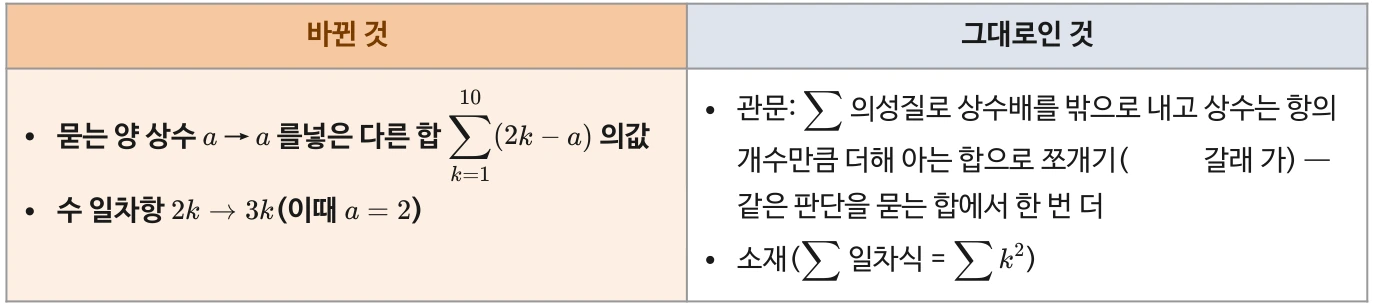 바뀐 것
그대로인 것
• 묻는 양 상수 a → a 를넣은 다른 합 \sum_{k=1}^{10}(2k − a) 의값
• 수 일차항 2k → 3k(이때 a = 2)
• 관문: ∑ 의성질로 상수배를 밖으로 내고 상수는 항의
개수만큼 더해 아는 합으로 쪼개기( 갈래 가) —
같은 판단을 묻는 합에서 한 번 더
• 소재(∑ 일차식 = ∑ k²)